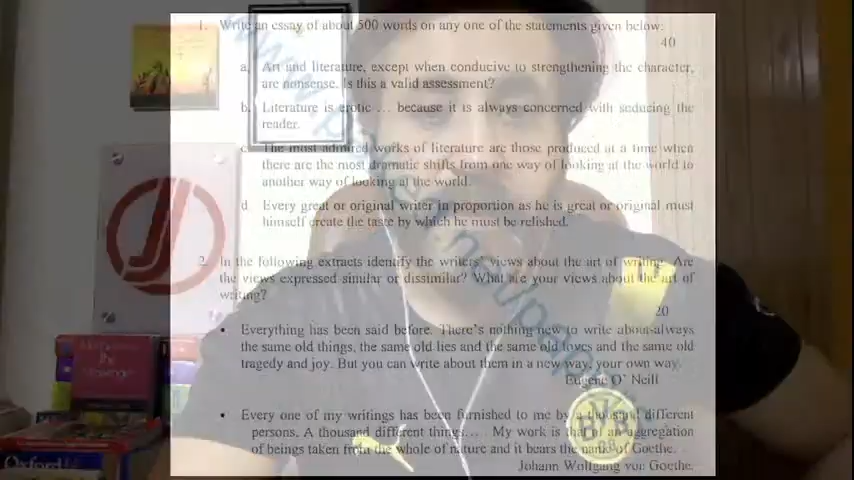 1. Write an essay of about 500 words on any one of the statements given below:
40
a. Art and literature, except when conducive to strengthening the character,
are nonsense. Is this a valid assessment?
b. Literature is erotic … because it is always concerned with seducing the
reader.
c. The most admired works of literature are those produced at a time when
there are the most dramatic shifts from one way of looking at the world to
another way of looking at the world.
d. Every great or original writer in proportion as he is great or original must
himself create the taste by which he must be relished.
2. In the following extracts identify the writers' views about the art of writing. Are
the views expressed similar or dissimilar? What are your views about the art of
writing?
20
• Everything has been said before. There's nothing new to write about-always
the same old things, the same old lies and the same old loves and the same old
tragedy and joy. But you can write about them in a new way, your own way.
Eugene O' Neill
• Every one of my writings has been furnished to me by a thousand different
persons. A thousand different things… My work is that of an aggregation
of beings taken from the whole of nature and it bears the name of Goethe.
Johann Wolfgang von Goethe.
Oxford
BVB
09